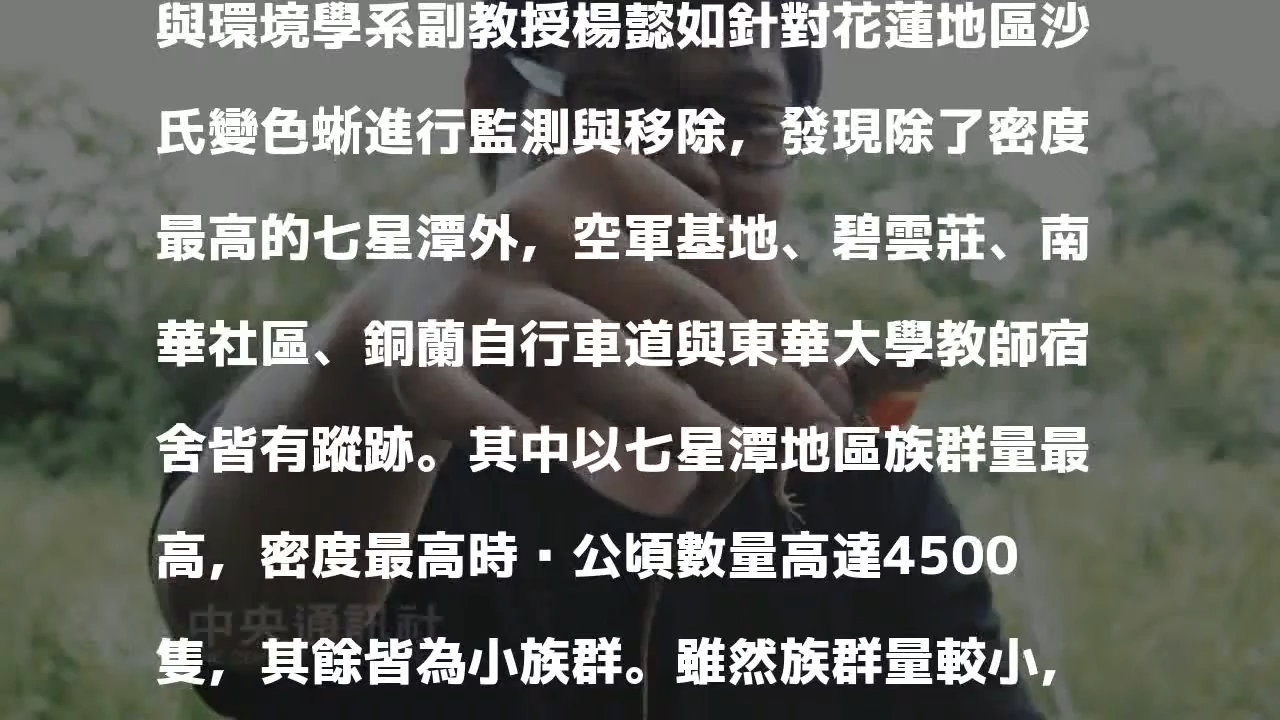 與環境學系副教授楊懿如針對花蓮地區沙
氏變色蜥進行監測與移除，發現除了密度
最高的七星潭外，空軍基地、碧雲莊、南
華社區、銅蘭自行車道與東華大學教師宿
舍皆有蹤跡。其中以七星潭地區族群量最
高，密度最高時▪公頃數量高達4500
隻，其餘皆為小族群。雖然族群量較小，
中央通訊社